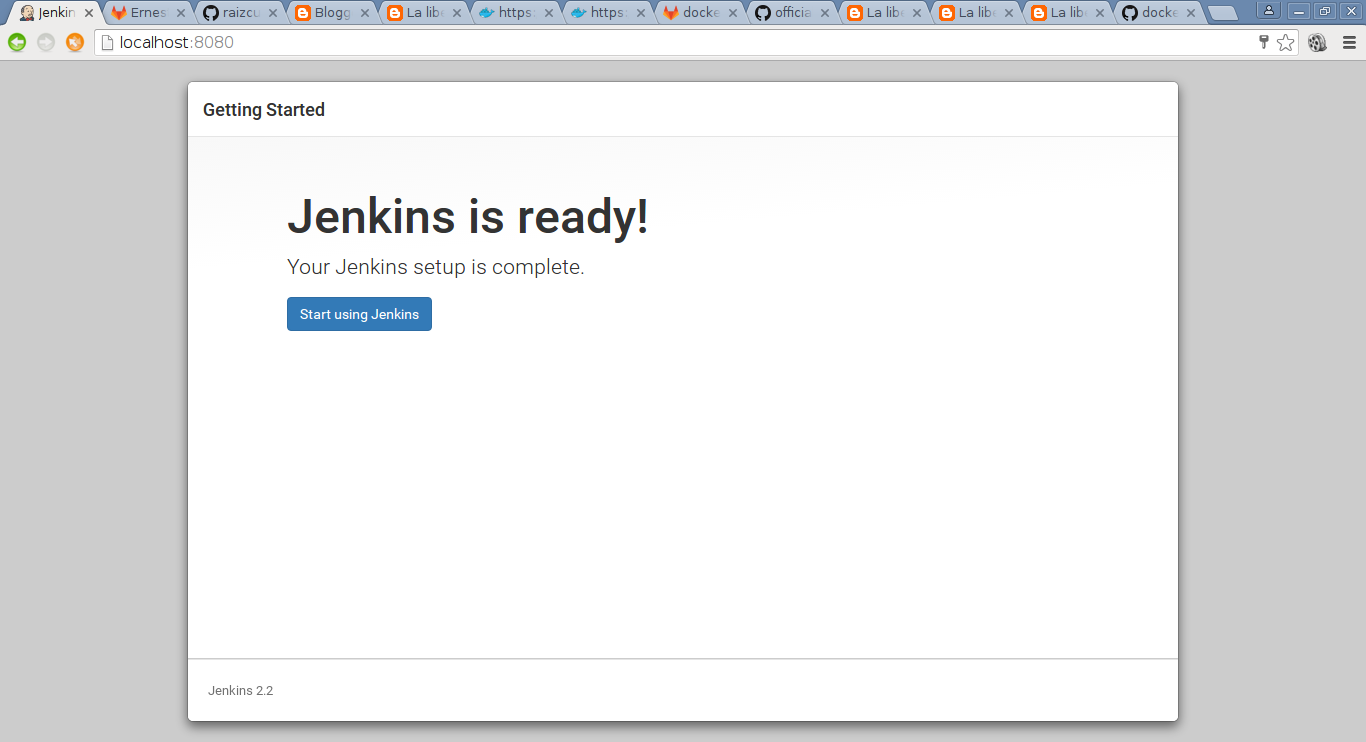 Jenkin
Ernes
raizcu
Blogg
La libe
https:
https:
docke
officia
La libe
La libe
La libe
docke
localhost:8080
Getting Started
Jenkins is ready!
Your Jenkins setup is complete.
Start using Jenkins
Jenkins 2.2